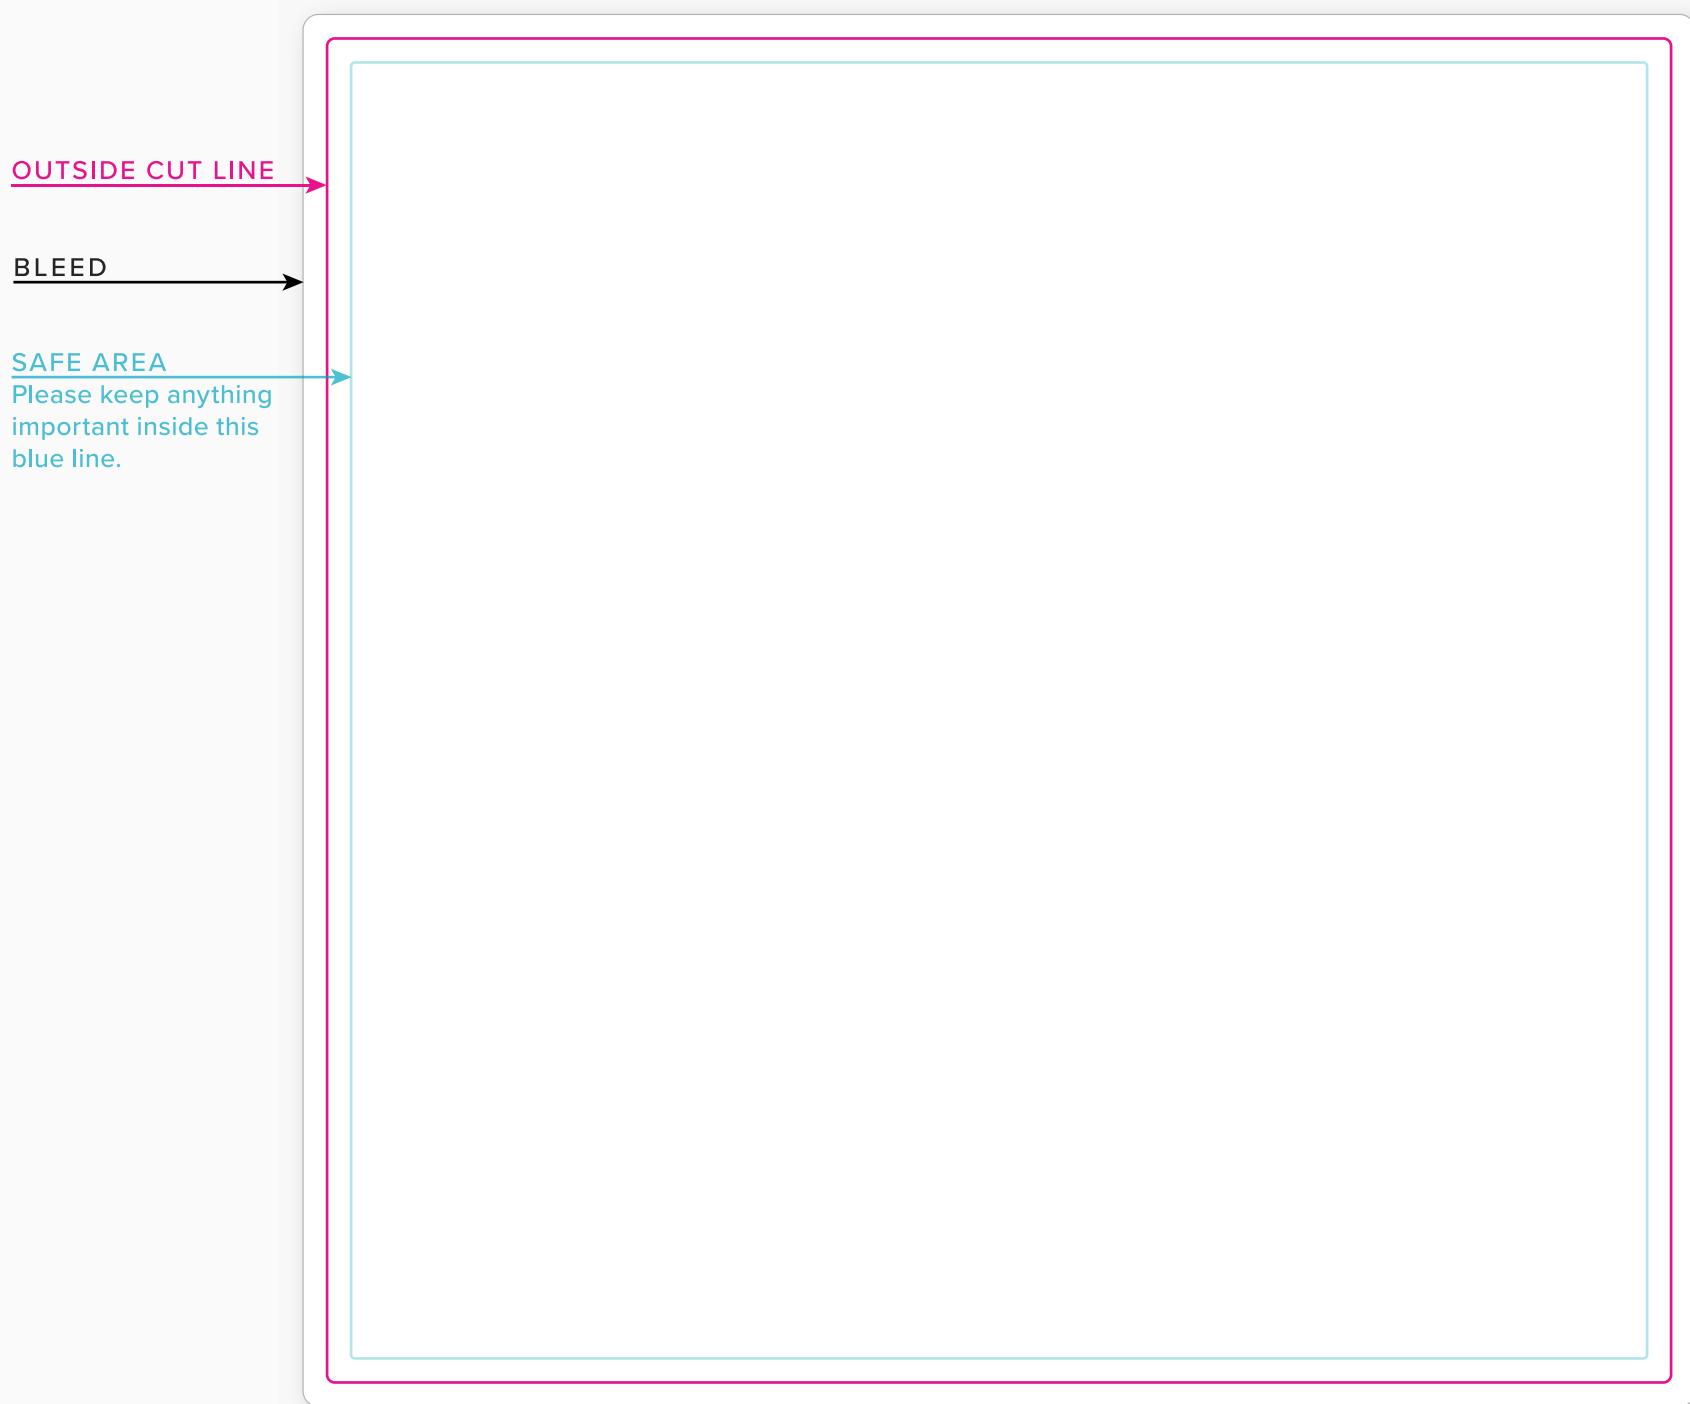 OUTSIDE CUT LINE
BLEED
SAFE AREA
Please keep anything
important inside this
blue line.